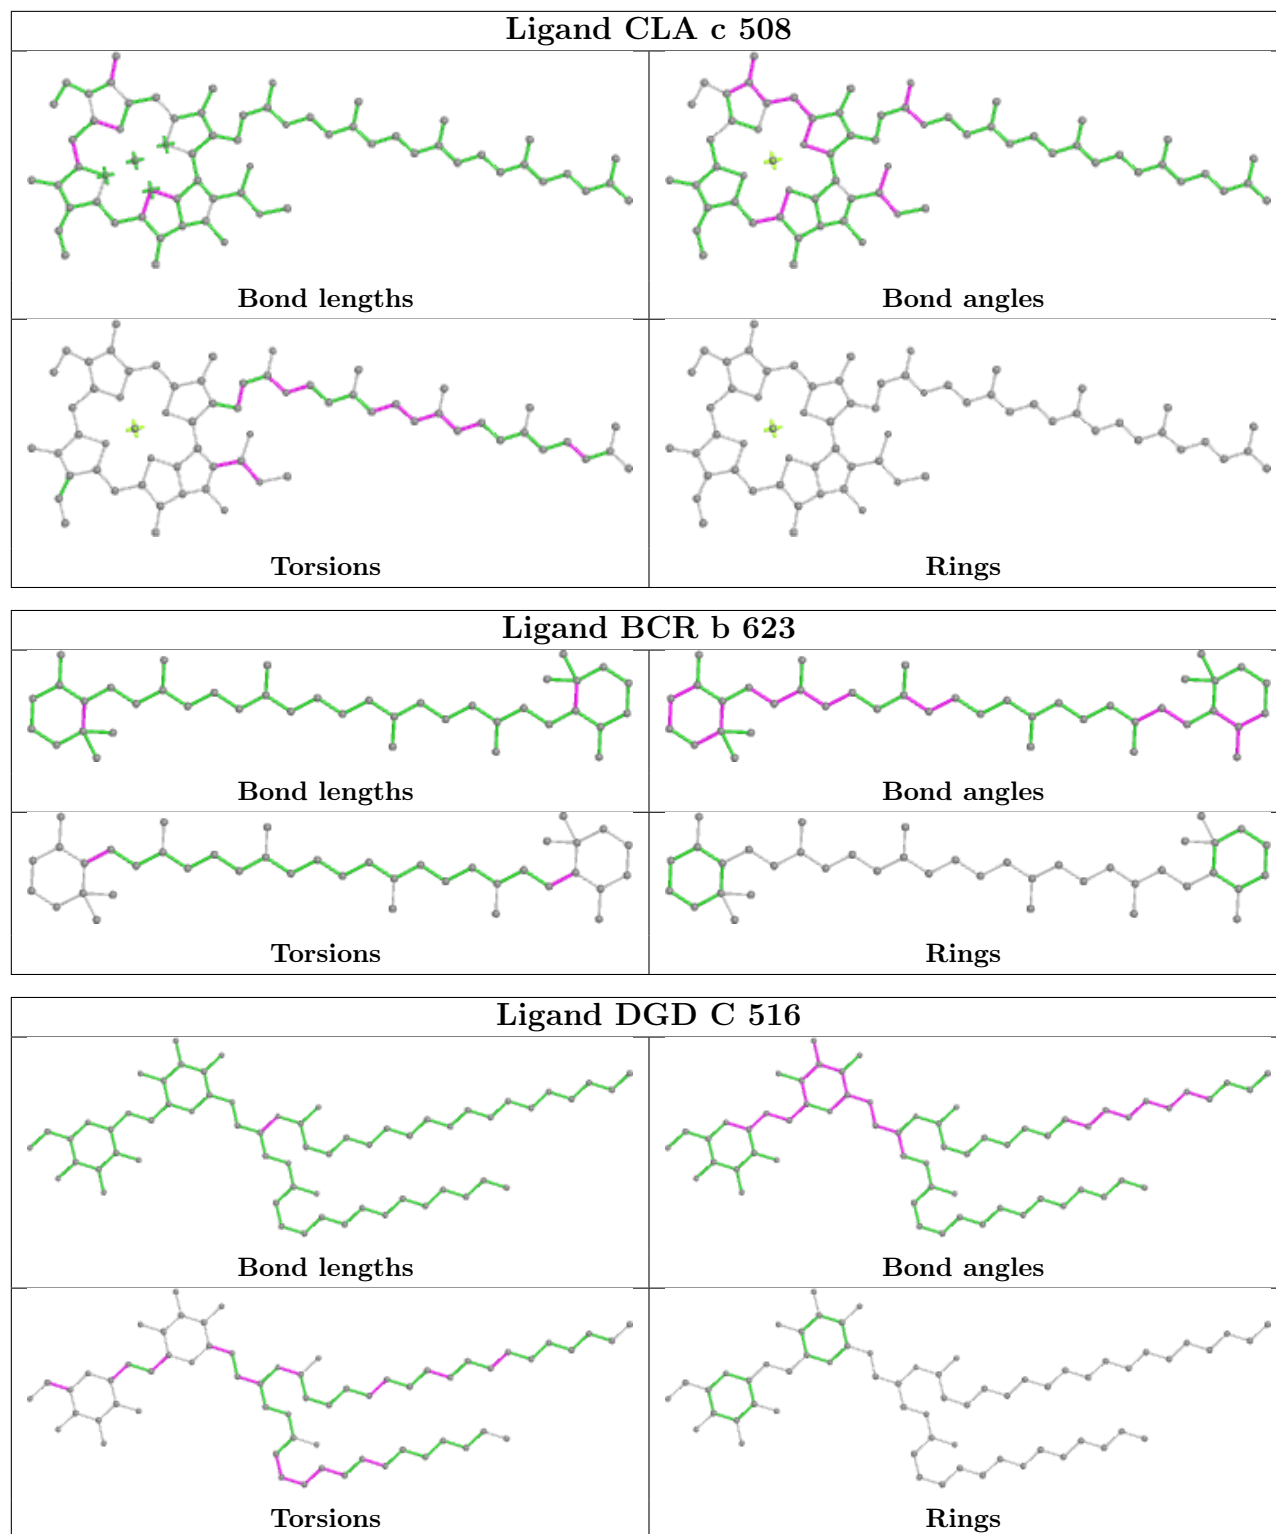 Ligand CLA c 508
Bond lengths
Bond angles
Torsions
Rings
Ligand BCR b 623
Bond lengths
Bond angles
Torsions
Rings
Ligand DGD C 516
Bond lengths
Bond angles
Torsions
Rings